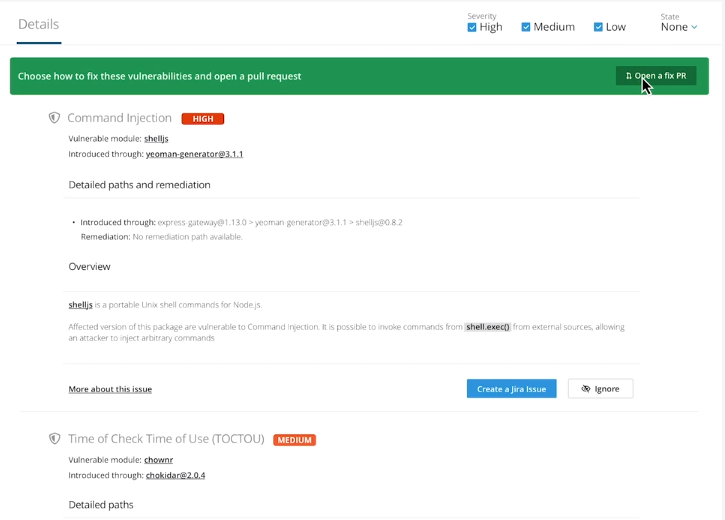 Details
Severity
High
Medium
Low
State
None
Choose how to fix these vulnerabilities and open a pull request
Open a fix PR
Command Injection HIGH
Vulnerable module: shelljs
Introduced through: yeoman-generator@3.1.1
Detailed paths and remediation
• Introduced through: express-gateway@1.13.0 > yeoman-generator@3.1.1 > shelljs@0.8.2
Remediation: No remediation path available.
Overview
shelljs is a portable Unix shell commands for Node.js
Affected version of this package are vulnerable to Command Injection. It is possible to invoke commands from shell.exec() from external sources, allowing
an attacker to inject arbitrary commands
More about this issue
Create a Jira Issue
Ignore
Time of Check Time of Use (TOCTOU) MEDIUM
Vulnerable module: chownr
Introduced through: chokidar@2.0.4
Detailed paths